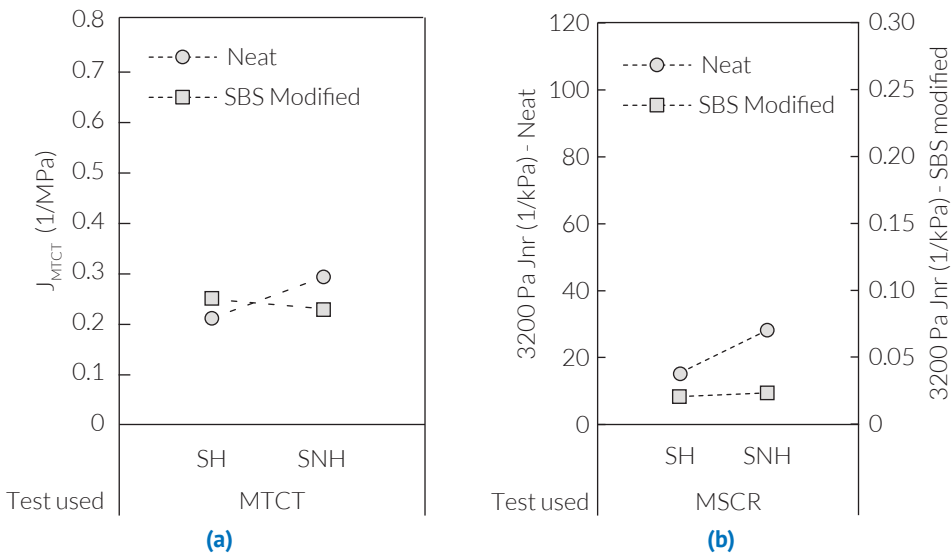 0.8
0.7
0.6
0.5
0.4
0.3
0.2
0.1
0
J_MTCT (1/MPa)
Neat
SBS Modified
SH SNH
Test used MTCT
(a)
120
100
80
60
40
20
0
3200 Pa Jnr (1/kPa) - Neat
Neat
SBS Modified
0.30
0.25
0.20
0.15
0.10
0.05
0
3200 Pa Jnr (1/kPa) - SBS modified
SH SNH
Test used MSCR
(b)